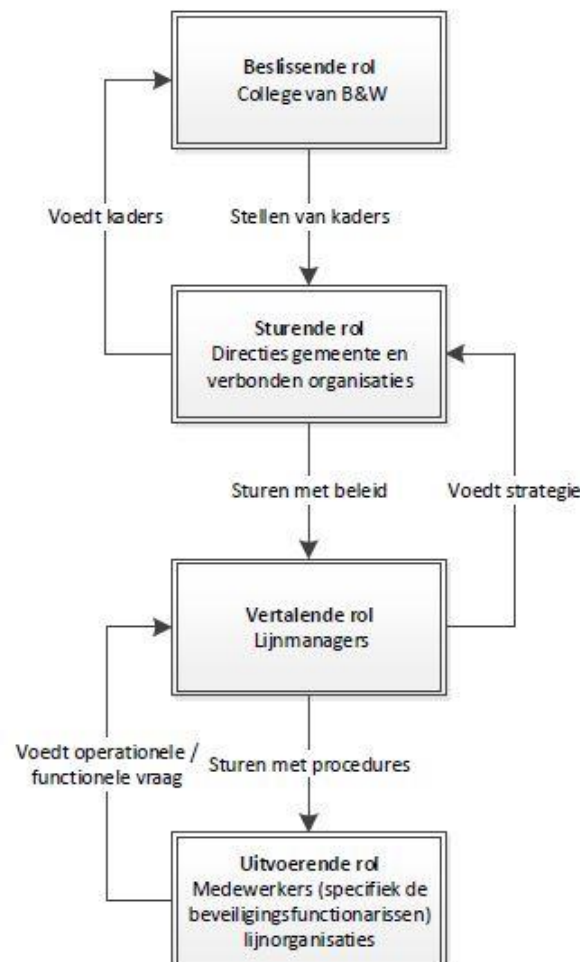 Beslissende rol
College van B&W
Voedt kaders
Stellen van kaders
Sturende rol
Directies gemeente en
verbonden organisaties
Sturen met beleid
Voedt strategie
Vertalende rol
Lijnmanagers
Voedt operationele /
functionele vraag
Sturen met procedures
Uitvoerende rol
Medewerkers (specifiek de
beveiligingsfunctionarissen)
lijnorganisaties